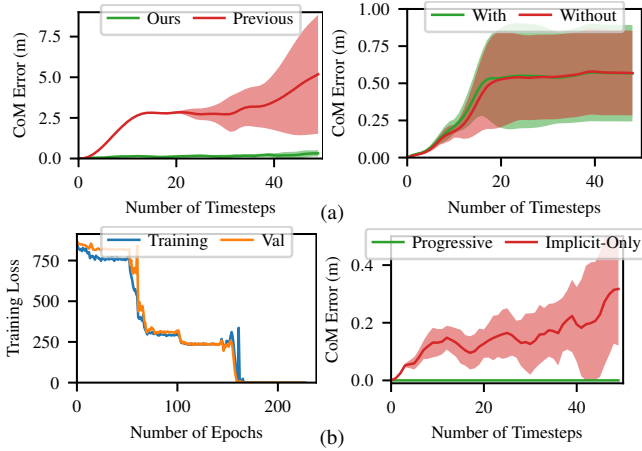 Ours Previous
7.5
5.0
2.5
0.0
CoM Error (m)
0 20 40
Number of Timesteps
With Without
1.00
0.75
0.50
0.25
0.00
CoM Error (m)
0 20 40
Number of Timesteps
(a)
Training Val
750
500
250
0
Training Loss
0 100 200
Number of Epochs
Progressive Implicit-Only
0.4
0.2
0.0
CoM Error (m)
0 20 40
Number of Timesteps
(b)